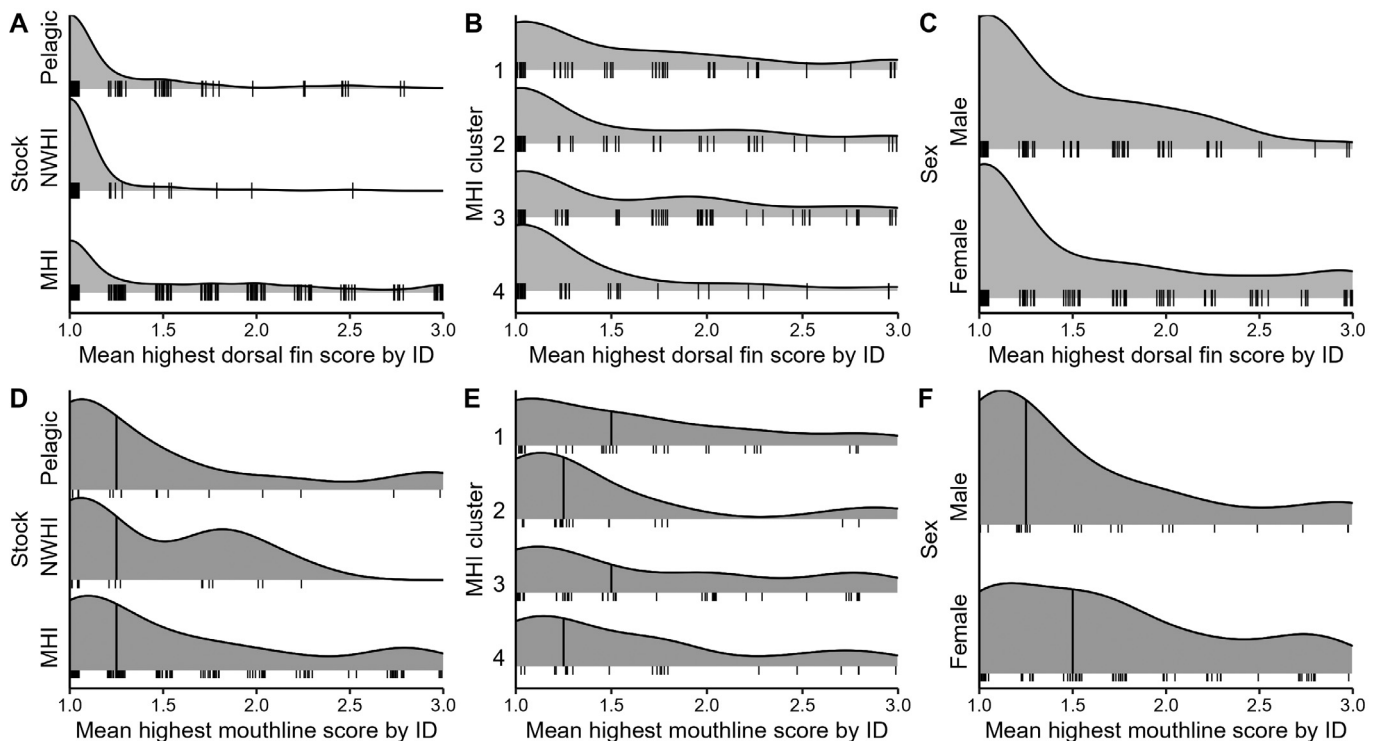 A
Pelagic
NWHI
MHI
Stock
1.0 1.5 2.0 2.5 3.0
Mean highest dorsal fin score by ID
B
1
2
3
4
MHI cluster
1.0 1.5 2.0 2.5 3.0
Mean highest dorsal fin score by ID
C
Male
Female
Sex
1.0 1.5 2.0 2.5 3.0
Mean highest dorsal fin score by ID
D
Pelagic
NWHI
MHI
Stock
1.0 1.5 2.0 2.5 3.0
Mean highest mouthline score by ID
E
1
2
3
4
MHI cluster
1.0 1.5 2.0 2.5 3.0
Mean highest mouthline score by ID
F
Male
Female
Sex
1.0 1.5 2.0 2.5 3.0
Mean highest mouthline score by ID